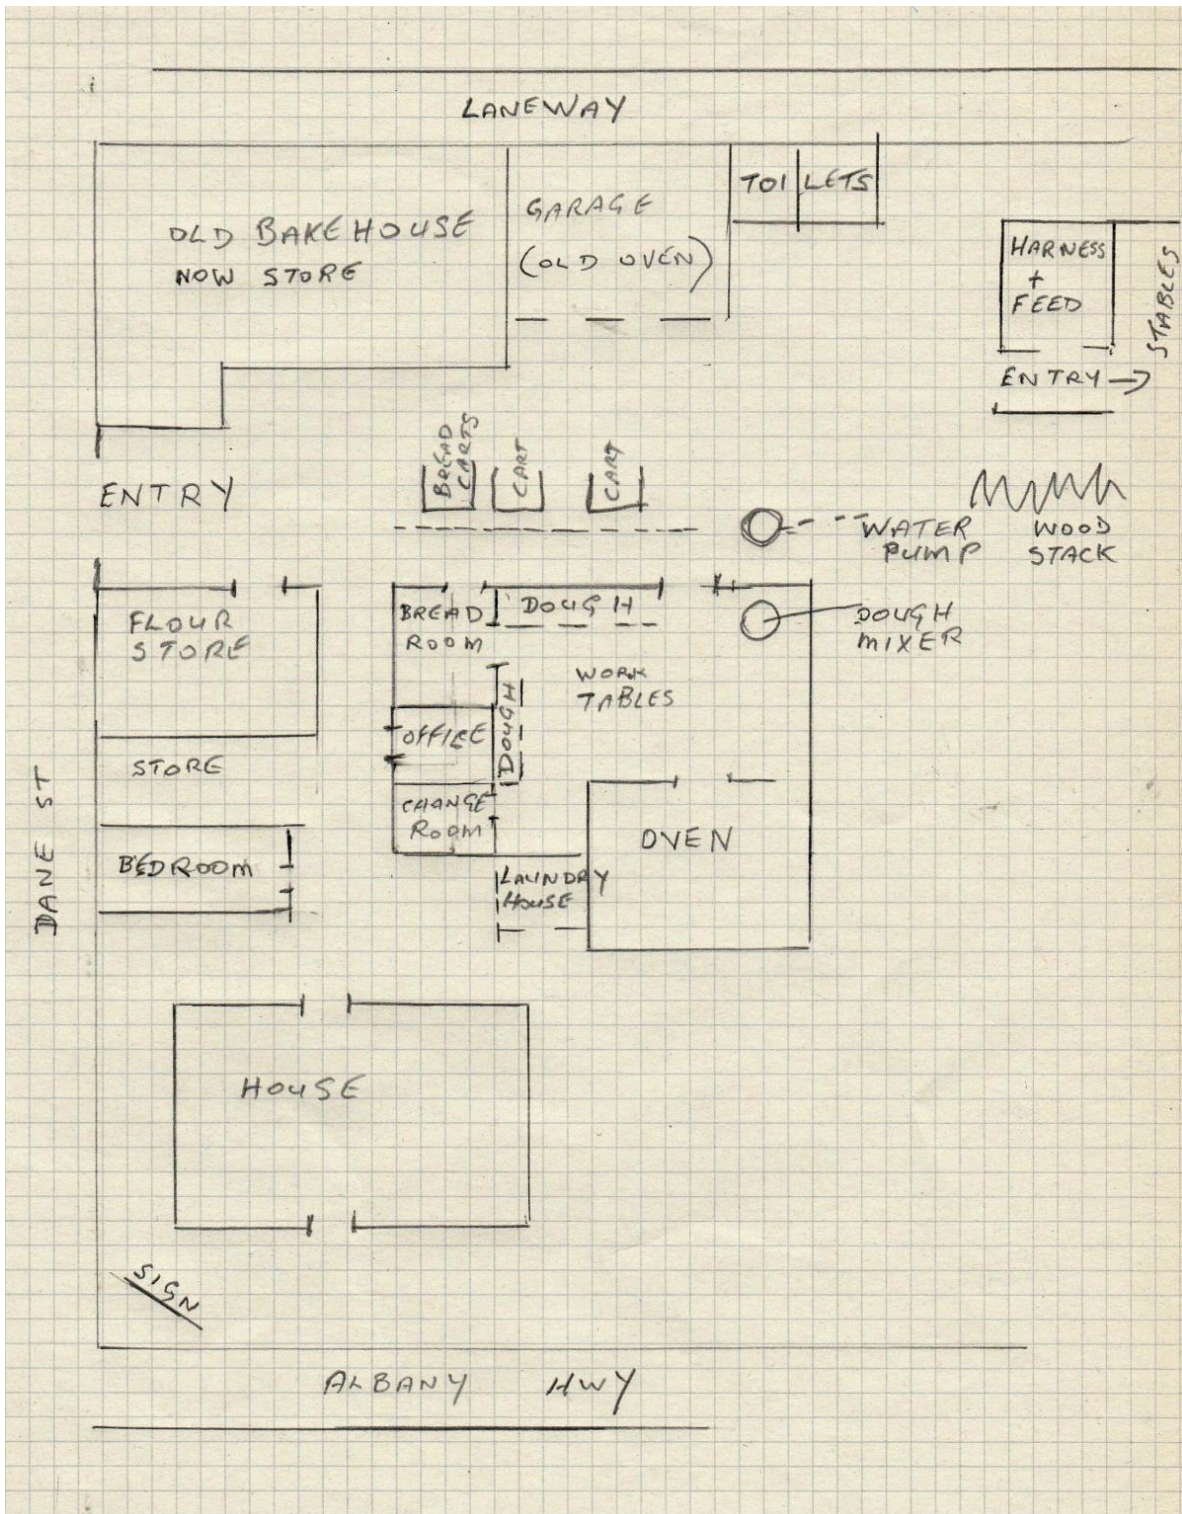 LANEWAY
OLD BAKEHOUSE
NOW STORE
GARAGE
(OLD OVEN)
TOILETS
HARNESS
+
FEED
STABLES
ENTRY →
BREAD
CARTS
CART
CART
ENTRY
WATER
PUMP
WOOD
STACK
FLOUR
STORE
BREAD
ROOM
DOUGH
DOUGH
MIXER
WORK
TABLES
DOUGH
OFFICE
STORE
CHANGE
ROOM
OVEN
BEDROOM
LAUNDRY
HOUSE
DANE ST
HOUSE
SIGN
ALBANY HWY